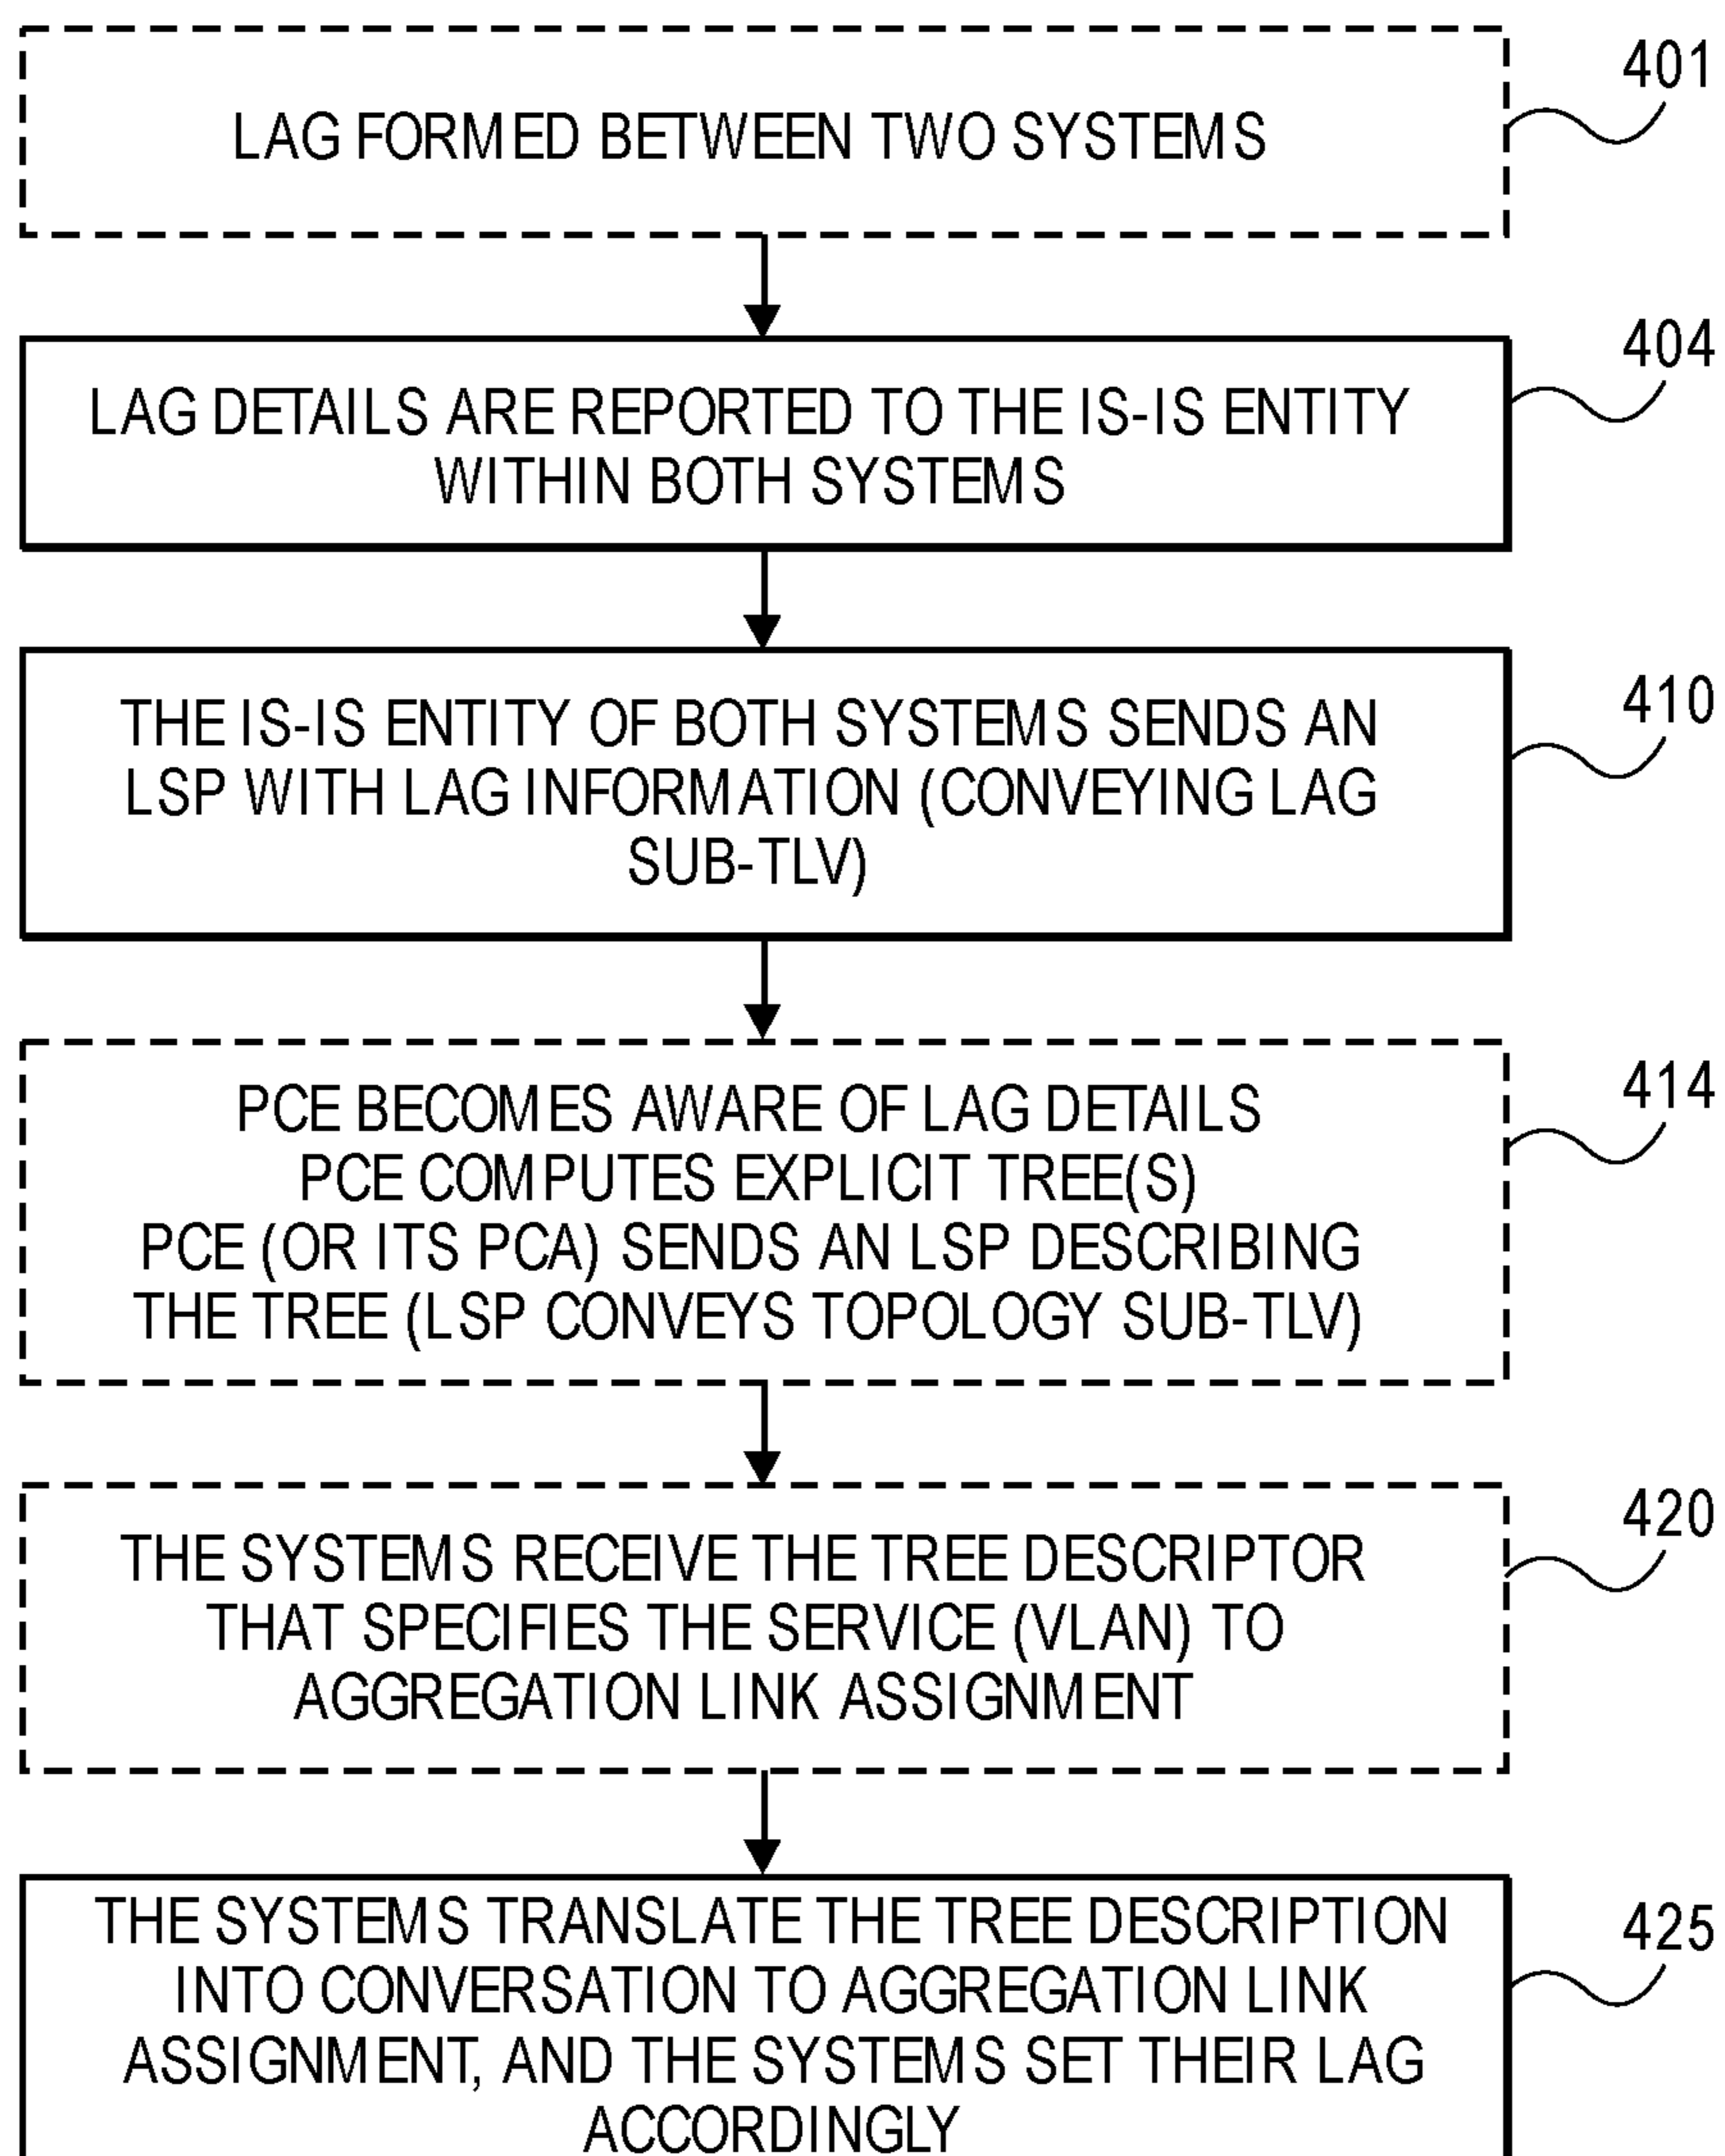 LAG FORMED BETWEEN TWO SYSTEMS
401
LAG DETAILS ARE REPORTED TO THE IS-IS ENTITY
WITHIN BOTH SYSTEMS
404
THE IS-IS ENTITY OF BOTH SYSTEMS SENDS AN
LSP WITH LAG INFORMATION (CONVEYING LAG
SUB-TLV)
410
PCE BECOMES AWARE OF LAG DETAILS
PCE COMPUTES EXPLICIT TREE(S)
PCE (OR ITS PCA) SENDS AN LSP DESCRIBING
THE TREE (LSP CONVEYS TOPOLOGY SUB-TLV)
414
THE SYSTEMS RECEIVE THE TREE DESCRIPTOR
THAT SPECIFIES THE SERVICE (VLAN) TO
AGGREGATION LINK ASSIGNMENT
420
THE SYSTEMS TRANSLATE THE TREE DESCRIPTION
INTO CONVERSATION TO AGGREGATION LINK
ASSIGNMENT, AND THE SYSTEMS SET THEIR LAG
ACCORDINGLY
425